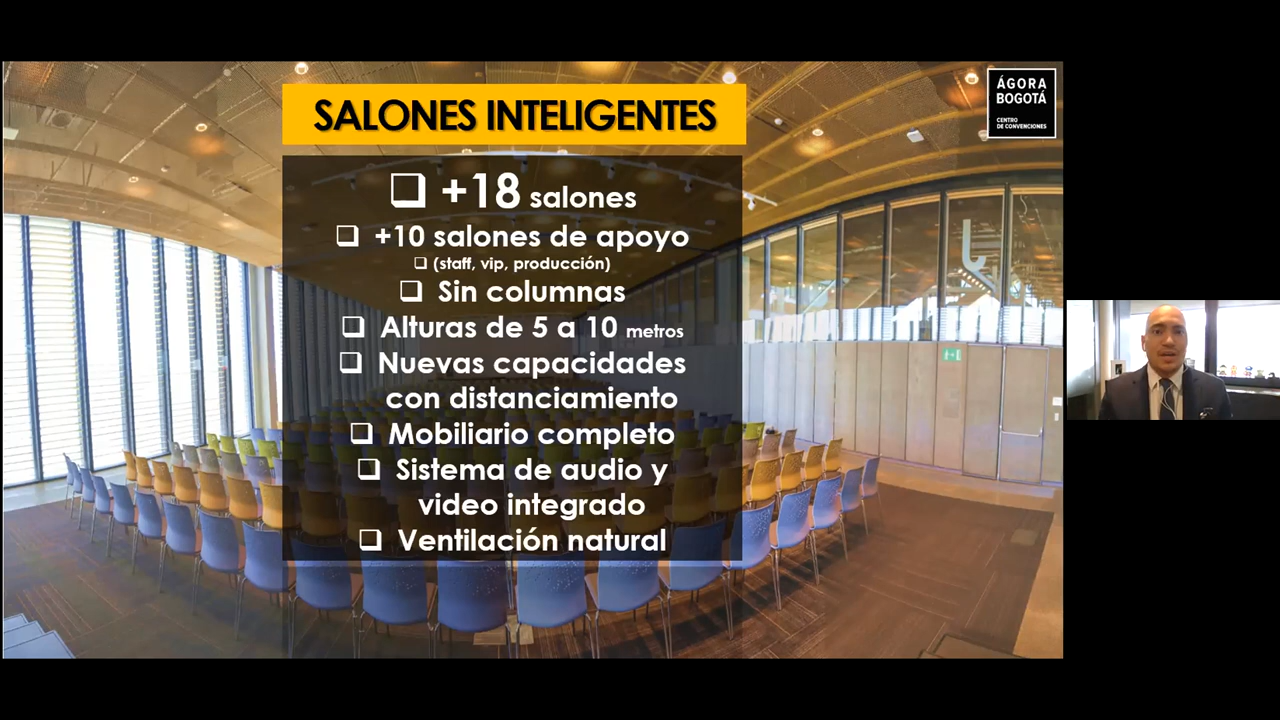 SALONES INTELIGENTES
ÁGORA
BOGOTÁ
CENTRO
DE CONVENCIONES
❑ +18 salones
❑ +10 salones de apoyo
❑ (staff, vip, producción)
❑ Sin columnas
❑ Alturas de 5 a 10 metros
❑ Nuevas capacidades
con distanciamiento
❑ Mobiliario completo
❑ Sistema de audio y
video integrado
❑ Ventilación natural